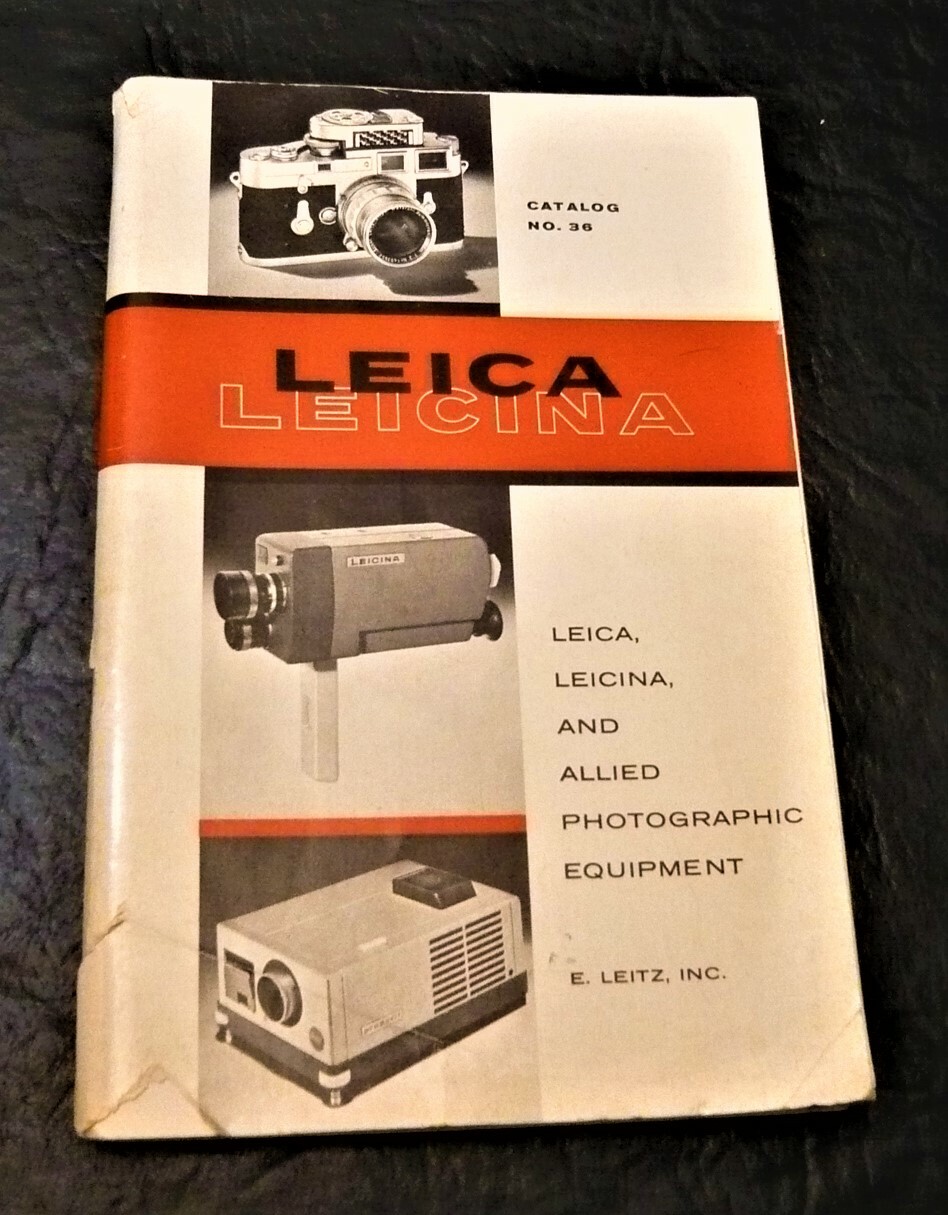 CATALOG
NO. 36
LEICA
LEICINA
LEICINA
LEICA,
LEICINA,
AND
ALLIED
PHOTOGRAPHIC
EQUIPMENT
E. LEITZ, INC.